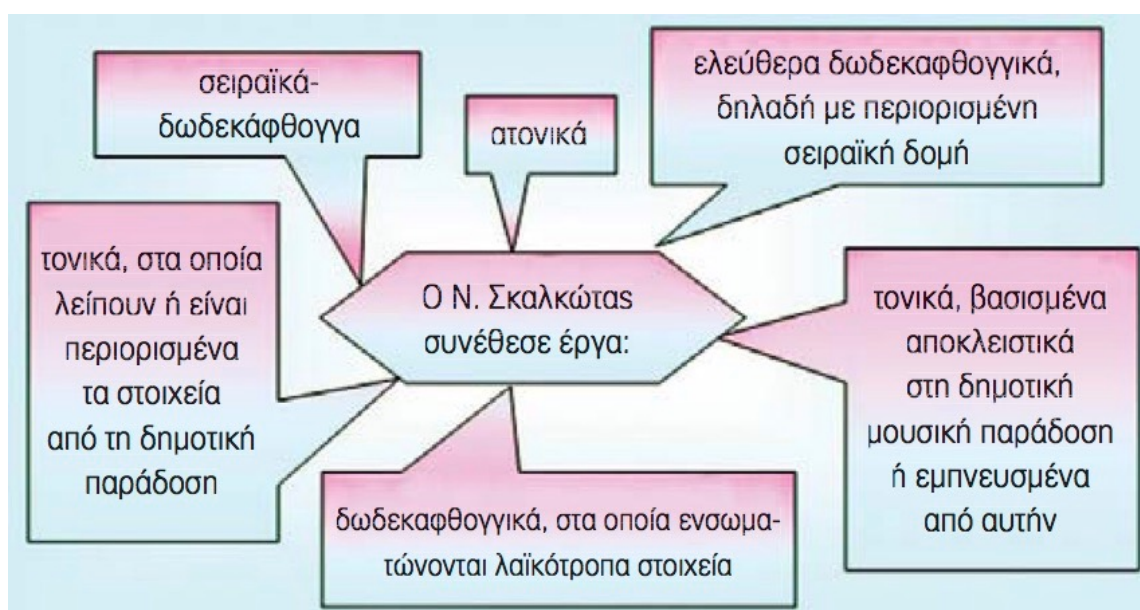 σειραϊκά-
δωδεκάφθογγα
ατονικά
ελεύθερα δωδεκαφθογγικά,
δηλαδή με περιορισμένη
σειραϊκή δομή
τονικά, στα οποία
λείπουν ή είναι
περιορισμένα
τα στοιχεία
από τη δημοτική
παράδοση
Ο Ν. Σκαλκώτας
συνέθεσε έργα:
τονικά, βασισμένα
αποκλειστικά
στη δημοτική
μουσική παράδοση
ή εμπνευσμένα
από αυτήν
δωδεκαφθογγικά, στα οποία ενσωμα-
τώνονται λαϊκότροπα στοιχεία